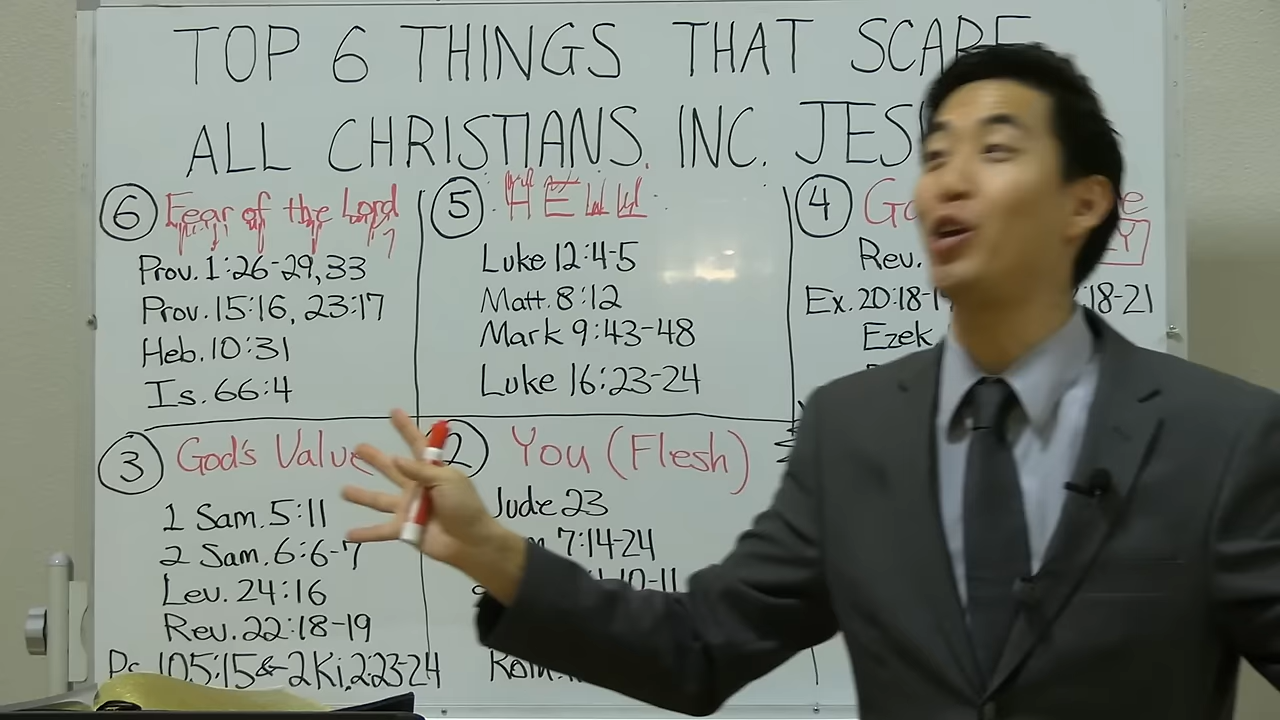 TOP 6 THINGS THAT SCARE
ALL CHRISTIANS. INC. JES
6 Fear of the Lord
Prov. 1:26-29, 33
Prov. 15:16, 23:17
Heb. 10:31
Is. 66:4
5 HELL
Luke 12:4-5
Matt. 8:12
Mark 9:43-48
Luke 16:23-24
4
Rev.
Ex. 20:18-1 :18-21
Ezek
3 God's Value
1 Sam. 5:11
2 Sam. 6:6-7
Lev. 24:16
Rev. 22:18-19
Ps. 105:15 & 2 Ki. 2:23-24
2 You (Flesh)
Jude 23
7:14-24
10-11
Rom.